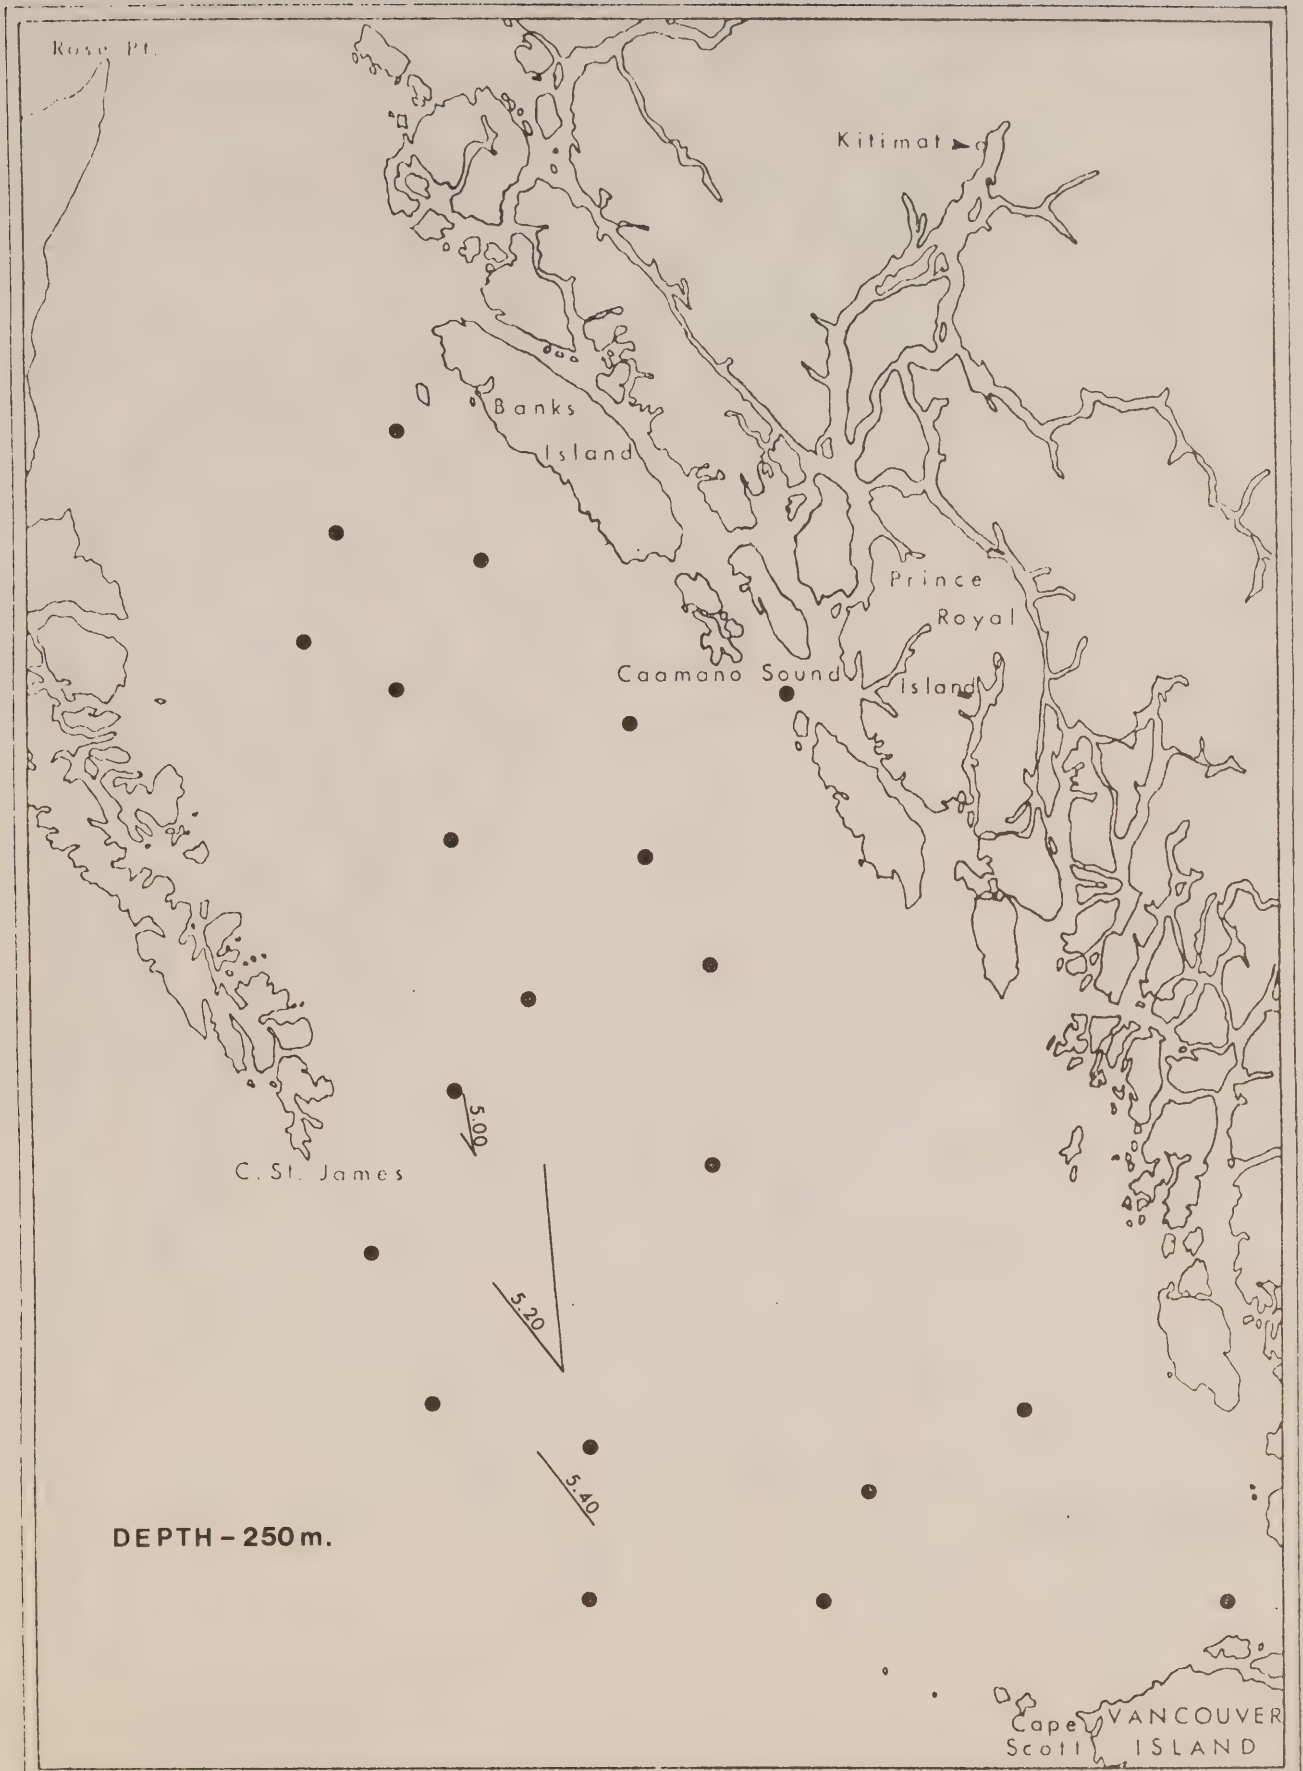 Rose Pt.
Kitimat
Banks
Island
Prince
Royal
Island
Caamano Sound
5.00
C. St. James
5.20
5.40
DEPTH – 250 m.
Cape
Scott
VANCOUVER
ISLAND